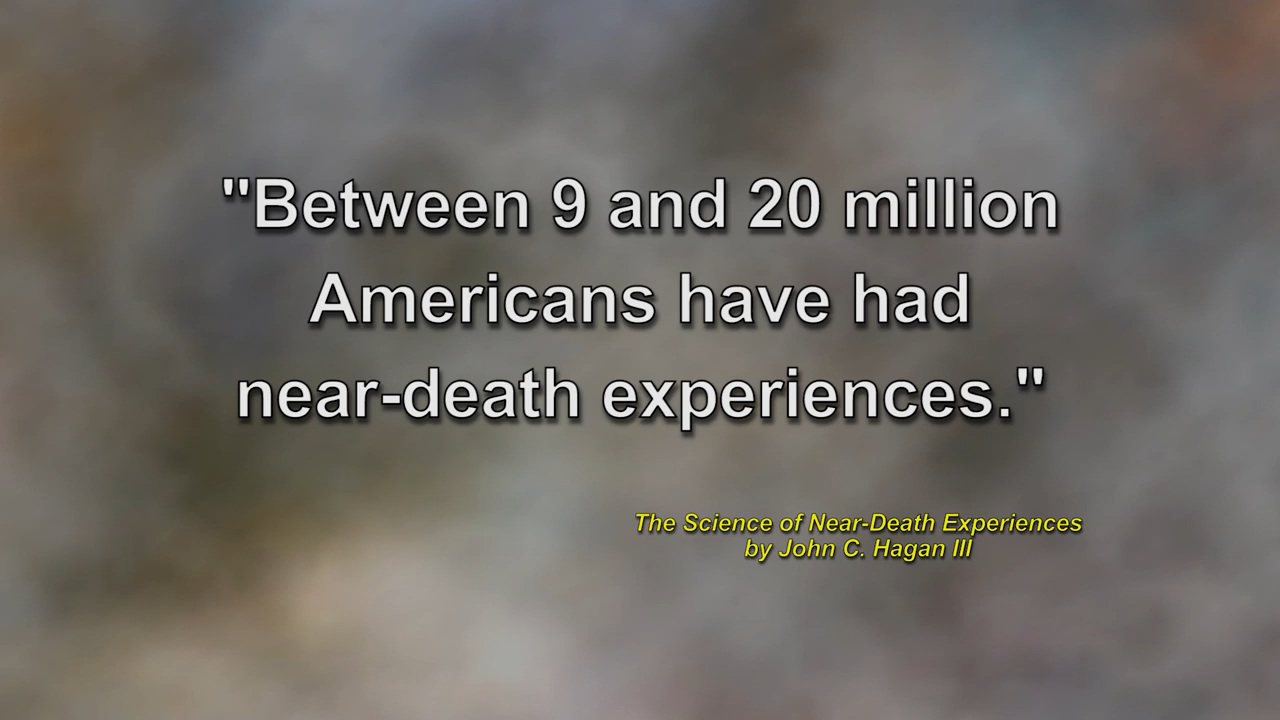 "Between 9 and 20 million
Americans have had
near-death experiences."
The Science of Near-Death Experiences
by John C. Hagan III